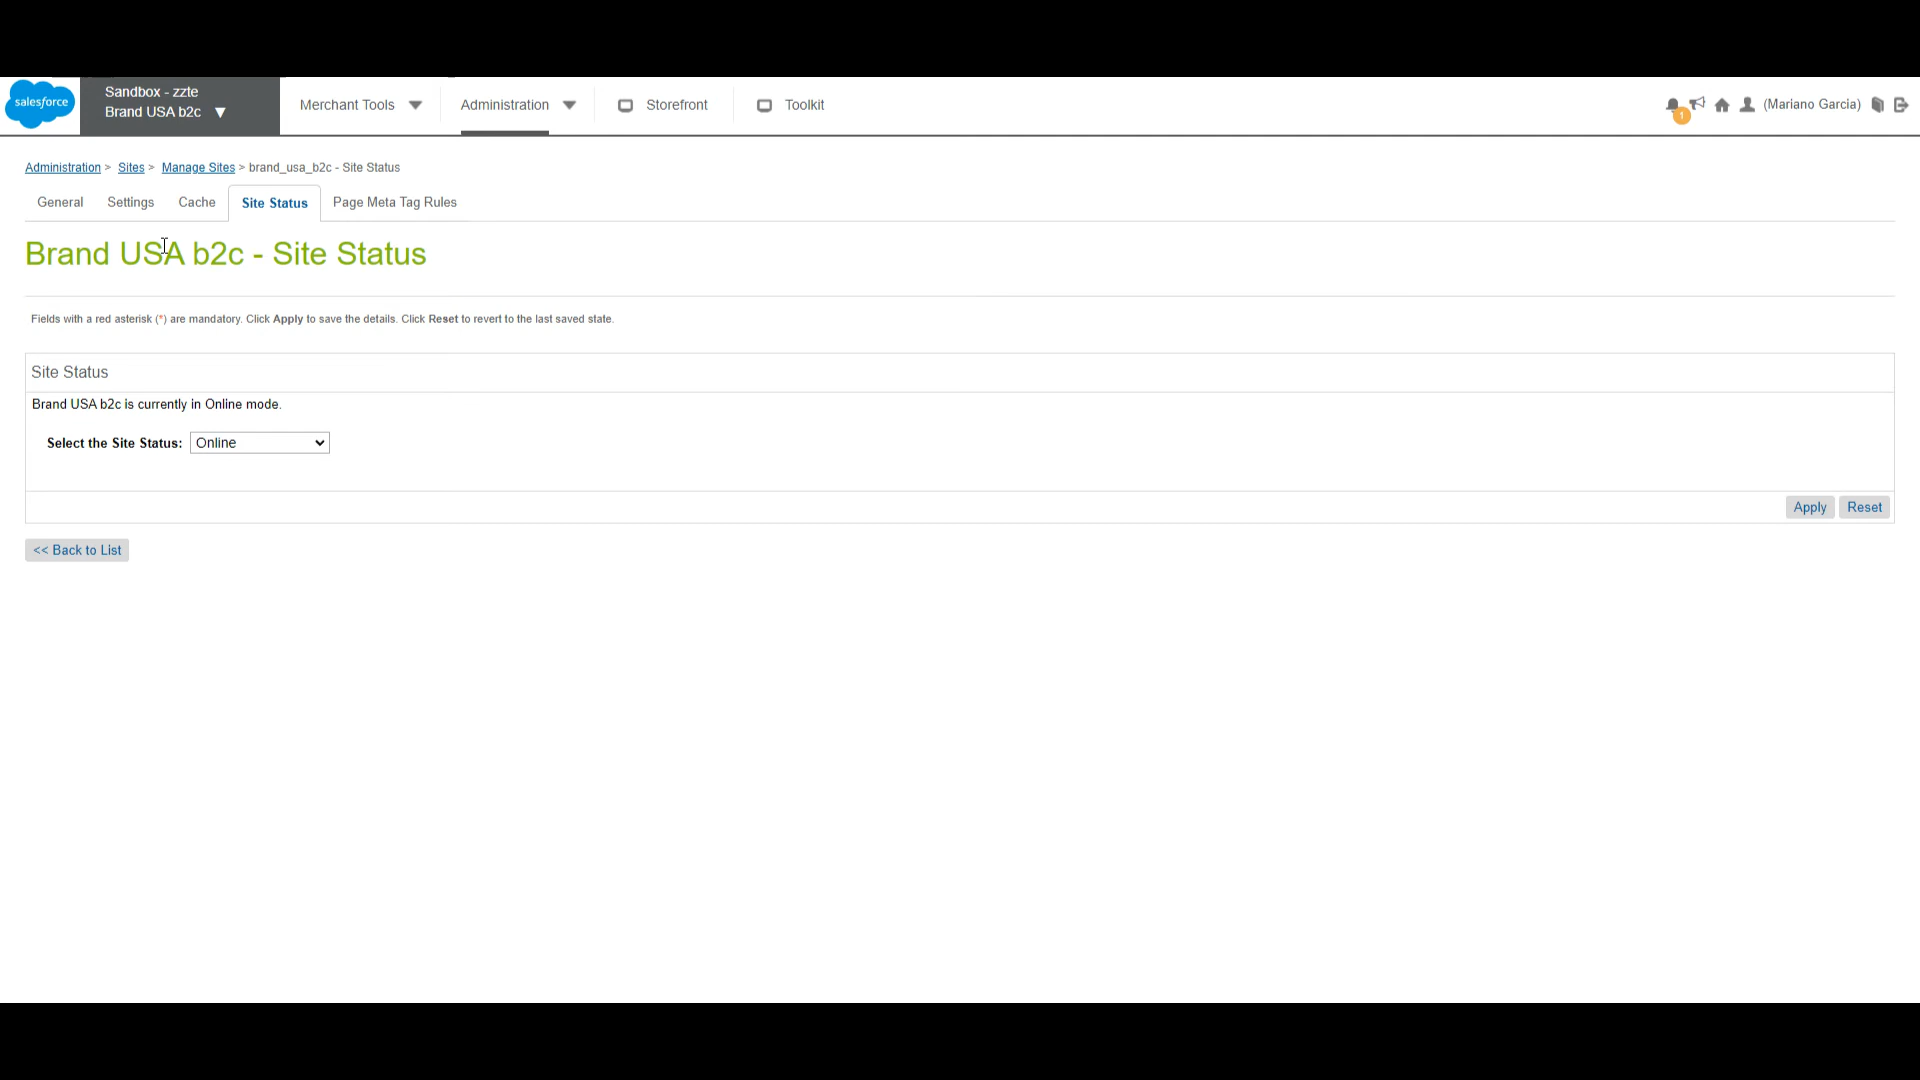 salesforce
Sandbox - zzte
Brand USA b2c
Merchant Tools
Administration
Storefront
Toolkit
1
(Mariano Garcia)
Administration > Sites > Manage Sites > brand_usa_b2c - Site Status
General
Settings
Cache
Site Status
Page Meta Tag Rules
Brand USA b2c - Site Status
Fields with a red asterisk (*) are mandatory. Click Apply to save the details. Click Reset to revert to the last saved state.
Site Status
Brand USA b2c is currently in Online mode.
Select the Site Status: Online
Apply
Reset
<< Back to List